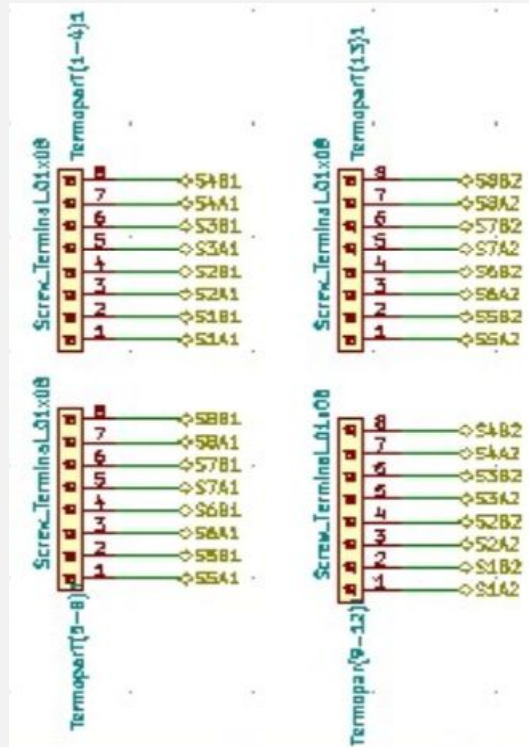 TermoparT(1-4)1
Screw_Terminal_01x08
8 S4B1
7 S4A1
6 S3B1
5 S3A1
4 S2B1
3 S2A1
2 S1B1
1 S1A1
TermoparT(13)1
Screw_Terminal_01x08
8 S8B2
7 S8A2
6 S7B2
5 S7A2
4 S6B2
3 S6A2
2 S5B2
1 S5A2
Screw_Terminal_01x08
8 S8B1
7 S8A1
6 S7B1
5 S7A1
4 S6B1
3 S6A1
2 S5B1
1 S5A1
TermoparT(5-8)1
Screw_Terminal_01x08
8 S4B2
7 S4A2
6 S3B2
5 S3A2
4 S2B2
3 S2A2
2 S1B2
1 S1A2
Termopar(9-12)1